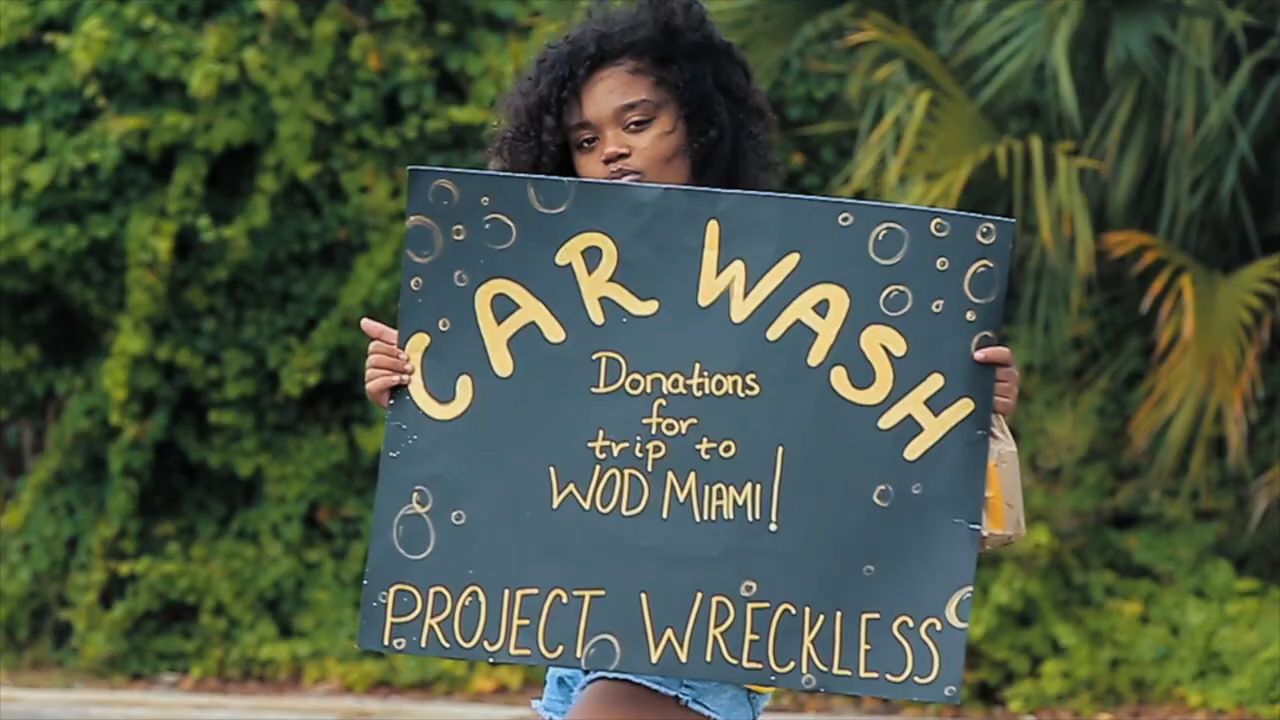 CAR WASH
Donations
for
trip to
WOD MIAMI!
PROJECT WRECKLESS